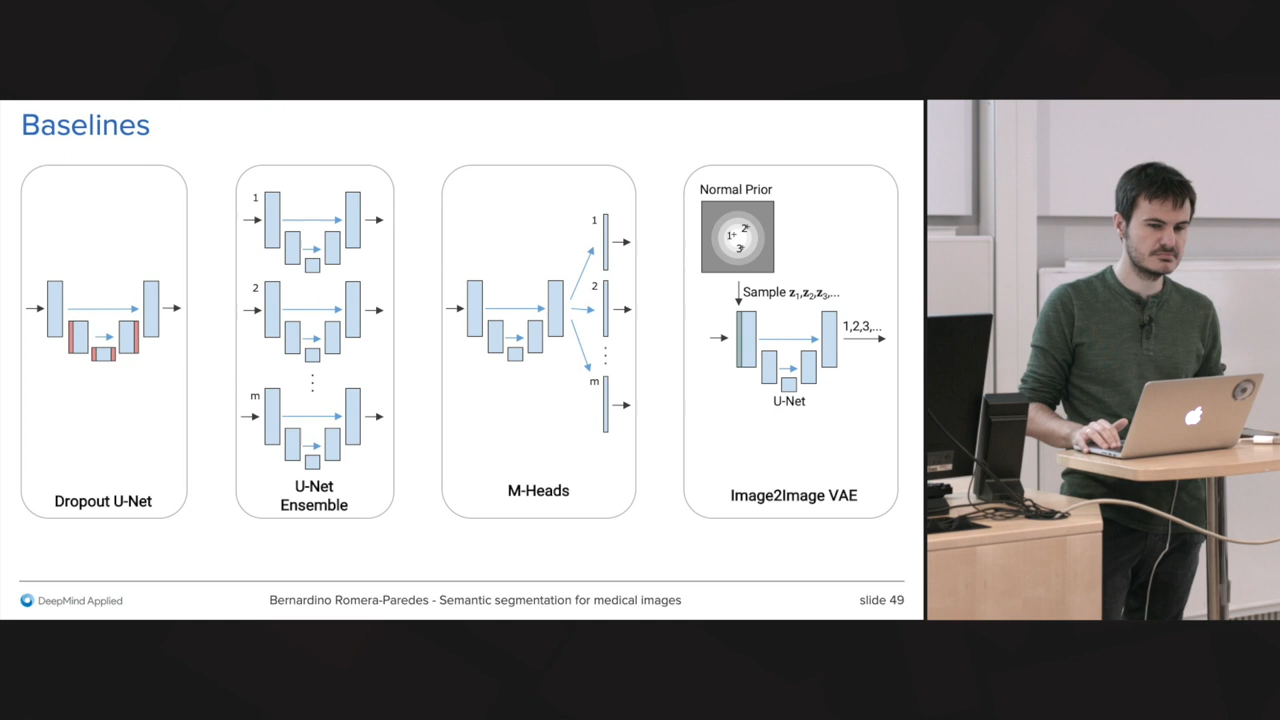 Baselines
Dropout U-Net
1
2
m
U-Net
Ensemble
1
2
m
M-Heads
Normal Prior
1+ 2+
3+
Sample z₁,z₂,z₃,...
1,2,3,...
U-Net
Image2Image VAE
DeepMind Applied
Bernardino Romera-Paredes - Semantic segmentation for medical images
slide 49